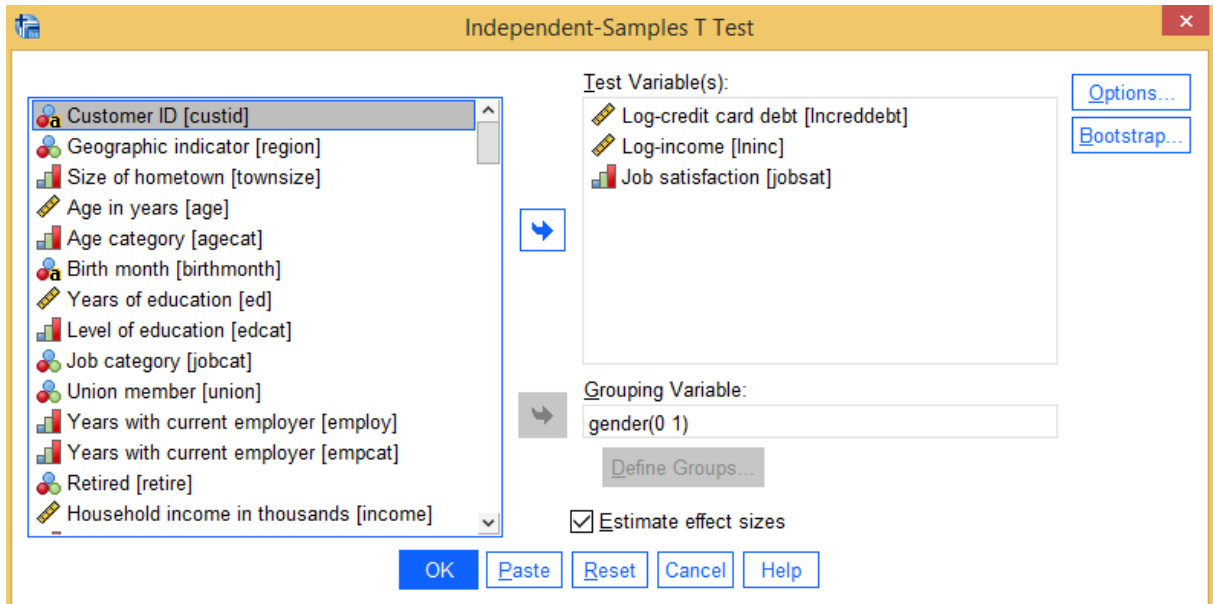 Independent-Samples T Test
Customer ID [custid]
Geographic indicator [region]
Size of hometown [townsize]
Age in years [age]
Age category [agecat]
Birth month [birthmonth]
Years of education [ed]
Level of education [edcat]
Job category [jobcat]
Union member [union]
Years with current employer [employ]
Years with current employer [empcat]
Retired [retire]
Household income in thousands [income]
Test Variable(s):
Log-credit card debt [lncreddebt]
Log-income [lninc]
Job satisfaction [jobsat]
Options...
Bootstrap...
Grouping Variable:
gender(0 1)
Define Groups...
Estimate effect sizes
OK
Paste
Reset
Cancel
Help